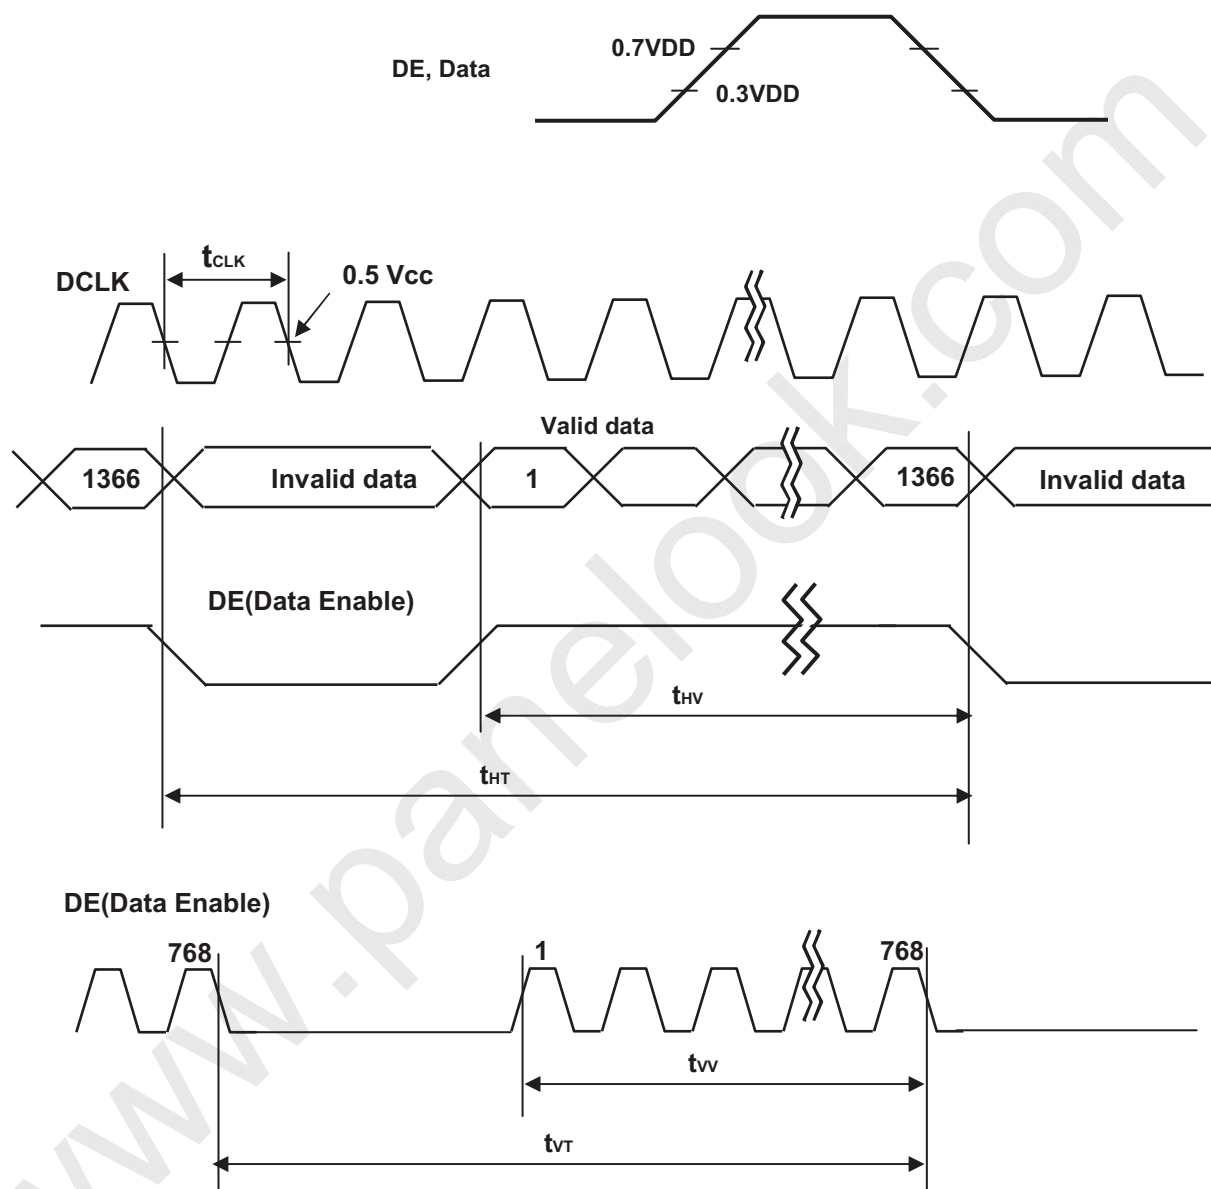 0.7VDD
DE, Data
0.3VDD
tCLK
DCLK
0.5 Vcc
Valid data
1366
Invalid data
1
1366
Invalid data
DE(Data Enable)
tHV
tHT
DE(Data Enable)
768
1
768
tVV
tVT
www.panelook.com